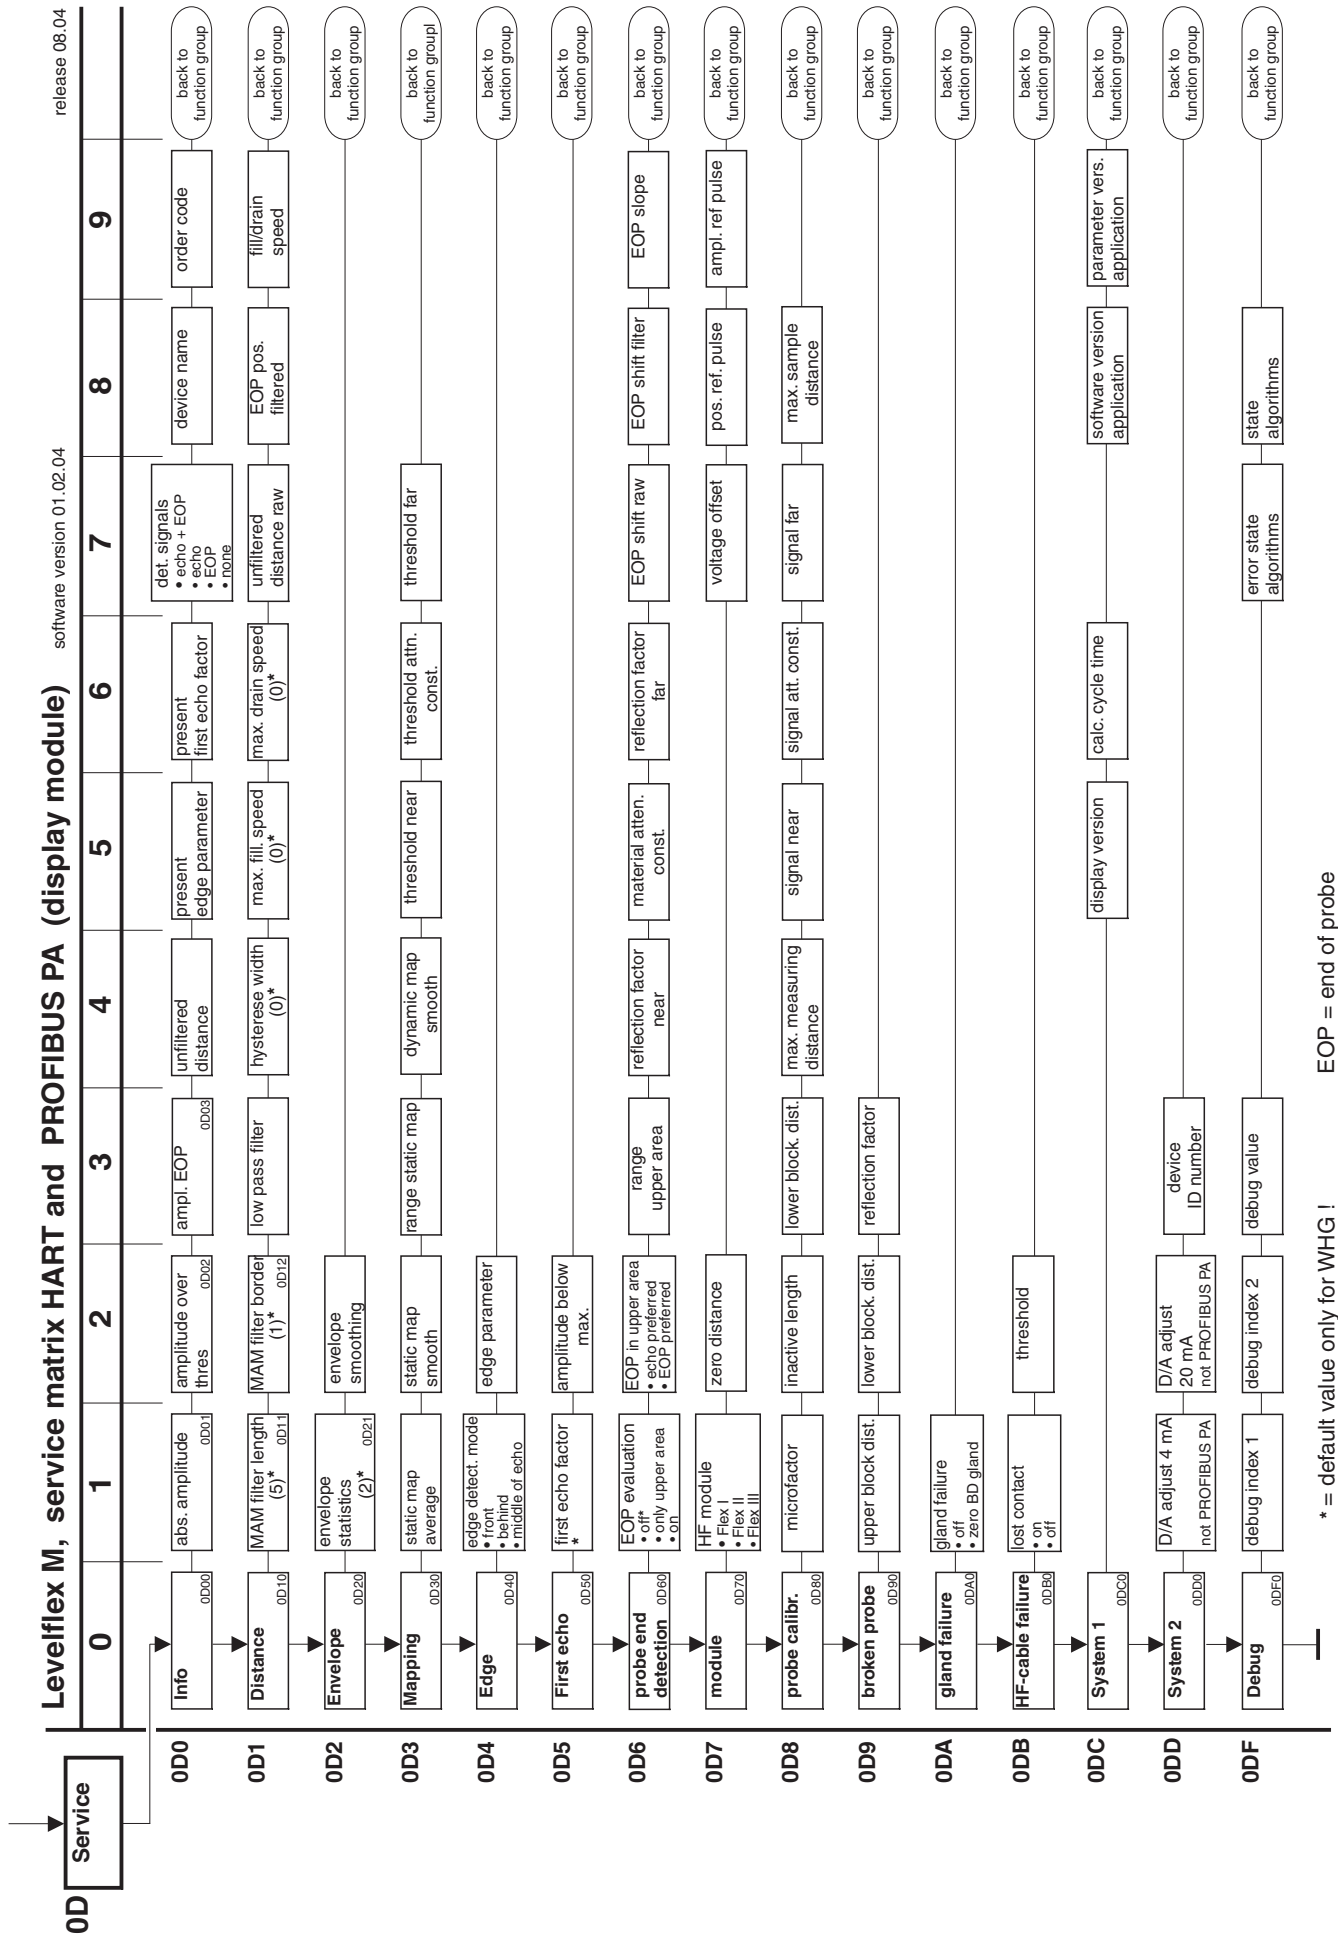 Levelflex M, service matrix HART and PROFIBUS PA (display module)
software version 01.02.04
release 08.04
0D
Service
0
1
2
3
4
5
6
7
8
9
0D0
Info
0D00
abs. amplitude
0D01
amplitude over
thres
0D02
ampl. EOP
0D03
unfiltered
distance
present
edge parameter
present
first echo factor
det. signals
• echo + EOP
• echo
• EOP
• none
device name
order code
back to
function group
0D1
Distance
0D10
MAM filter length
(5)*
0D11
MAM filter border
(1)*
0D12
low pass filter
hysterese width
(0)*
max. fill. speed
(0)*
max. drain speed
(0)*
unfiltered
distance raw
EOP pos.
filtered
fill/drain
speed
back to
function group
0D2
Envelope
0D20
envelope
statistics
(2)*
0D21
envelope
smoothing
back to
function group
0D3
Mapping
0D30
static map
average
static map
smooth
range static map
dynamic map
smooth
threshold near
threshold attn.
const.
threshold far
back to
function groupl
0D4
Edge
0D40
edge detect. mode
• front
• behind
• middle of echo
edge parameter
back to
function group
0D5
First echo
0D50
first echo factor
*
amplitude below
max.
back to
function group
0D6
probe end
detection
0D60
EOP evaluation
• off*
• only upper area
• on
EOP in upper area
• echo preferred
• EOP preferred
range
upper area
reflection factor
near
material atten.
const.
reflection factor
far
EOP shift raw
EOP shift filter
EOP slope
back to
function group
0D7
module
0D70
HF module
• Flex I
• Flex II
• Flex III
zero distance
voltage offset
pos. ref. pulse
ampl. ref pulse
back to
function group
0D8
probe calibr.
0D80
microfactor
inactive length
lower block. dist.
max. measuring
distance
signal near
signal att. const.
signal far
max. sample
distance
back to
function group
0D9
broken probe
0D90
upper block dist.
lower block. dist.
reflection factor
back to
function group
0DA
gland failure
0DA0
gland failure
• off
• zero BD gland
back to
function group
0DB
HF-cable failure
0DB0
lost contact
• on
• off
threshold
back to
function group
0DC
System 1
0DC0
display version
calc. cycle time
software version
application
parameter vers.
application
back to
function group
0DD
System 2
0DD0
D/A adjust 4 mA
not PROFIBUS PA
D/A adjust
20 mA
not PROFIBUS PA
device
ID number
back to
function group
0DF
Debug
0DF0
debug index 1
debug index 2
debug value
error state
algorithms
state
algorithms
back to
function group
* = default value only for WHG !
EOP = end of probe